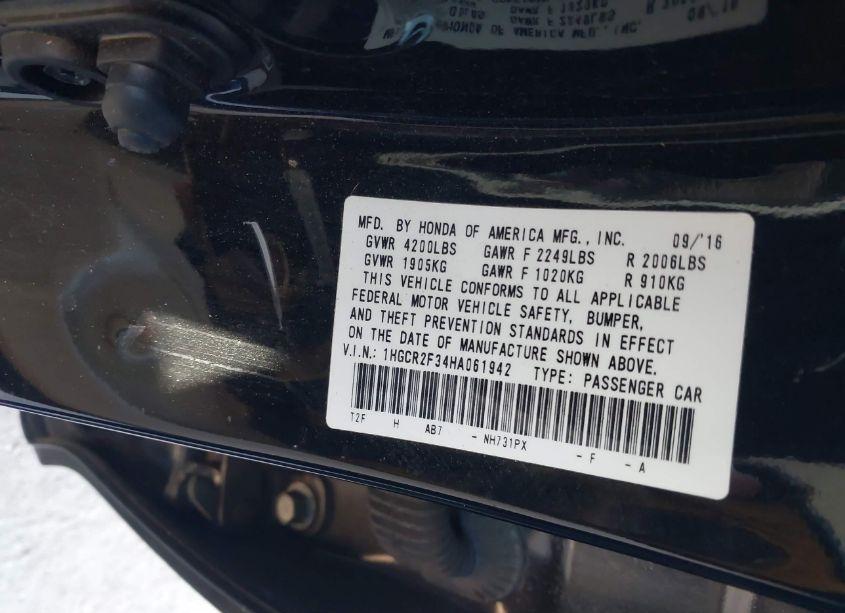 MFD. BY HONDA OF AMERICA MFG., INC. 09/'16
GVWR 4200LBS GAWR F 2249LBS R 2006LBS
GVWR 1905KG GAWR F 1020KG R 910KG
THIS VEHICLE CONFORMS TO ALL APPLICABLE
FEDERAL MOTOR VEHICLE SAFETY, BUMPER,
AND THEFT PREVENTION STANDARDS IN EFFECT
ON THE DATE OF MANUFACTURE SHOWN ABOVE.
V.I.N.: 1HGCR2F34HA061942 TYPE: PASSENGER CAR
T2F H AB7 - NH731PX - F - A